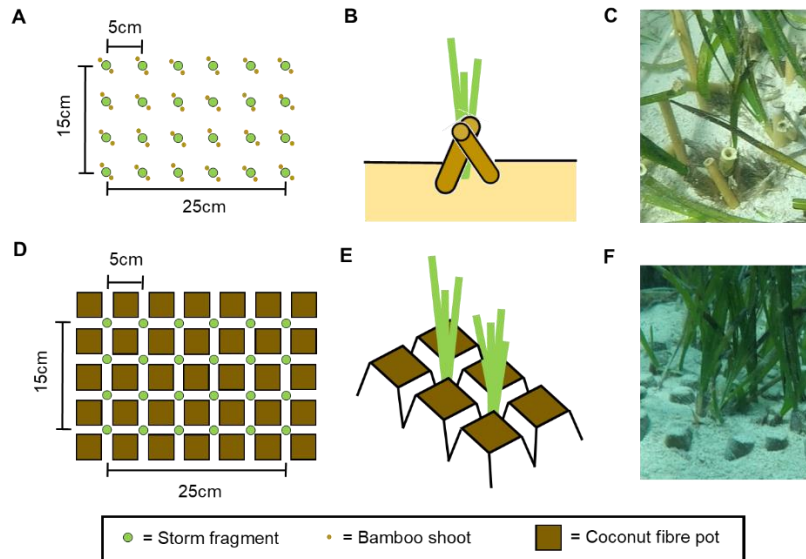 A
5cm
15cm
25cm
B
C
D
5cm
15cm
25cm
E
F
= Storm fragment
= Bamboo shoot
= Coconut fibre pot